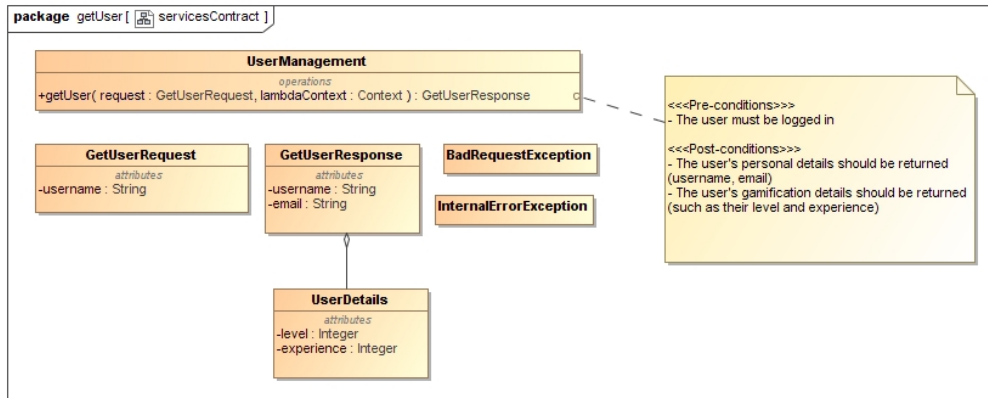 package getUser [ servicesContract ]
UserManagement
operations
+getUser( request : GetUserRequest, lambdaContext : Context ) : GetUserResponse
<<<Pre-conditions>>>
- The user must be logged in
<<<Post-conditions>>>
- The user's personal details should be returned
(username, email)
- The user's gamification details should be returned
(such as their level and experience)
GetUserRequest
attributes
-username : String
GetUserResponse
attributes
-username : String
-email : String
BadRequestException
InternalErrorException
UserDetails
attributes
-level : Integer
-experience : Integer